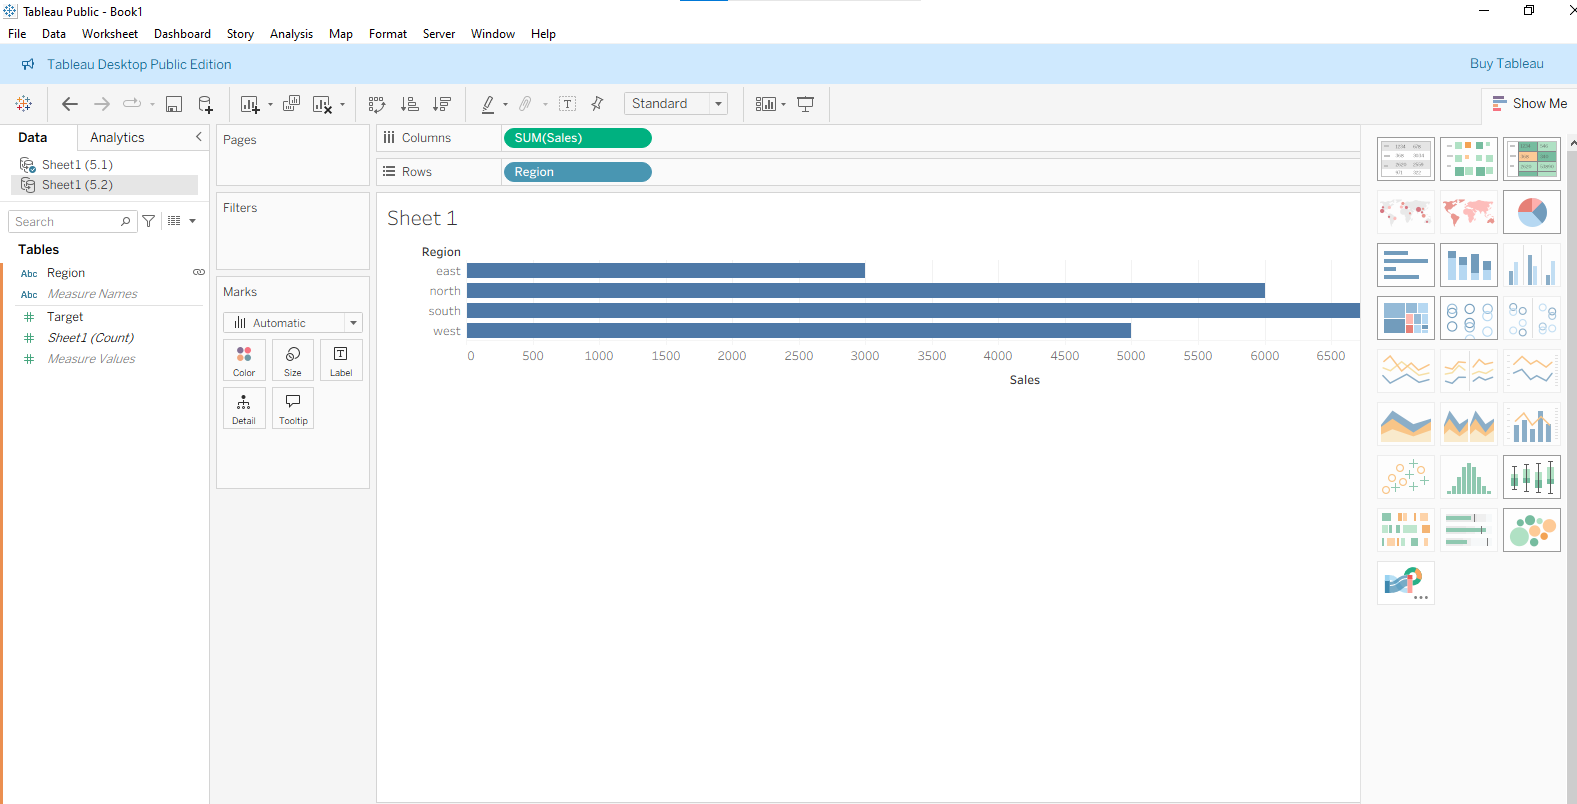 Tableau Public - Book1
File Data Worksheet Dashboard Story Analysis Map Format Server Window Help
Tableau Desktop Public Edition
Buy Tableau
Standard
Show Me
Data Analytics
Sheet1 (5.1)
Sheet1 (5.2)
Search
Tables
Abc Region
Abc Measure Names
# Target
# Sheet1 (Count)
# Measure Values
Pages
Filters
Marks
Automatic
Color Size Label
Detail Tooltip
Columns SUM(Sales)
Rows Region
Sheet 1
Region
east
north
south
west
0 500 1000 1500 2000 2500 3000 3500 4000 4500 5000 5500 6000 6500
Sales